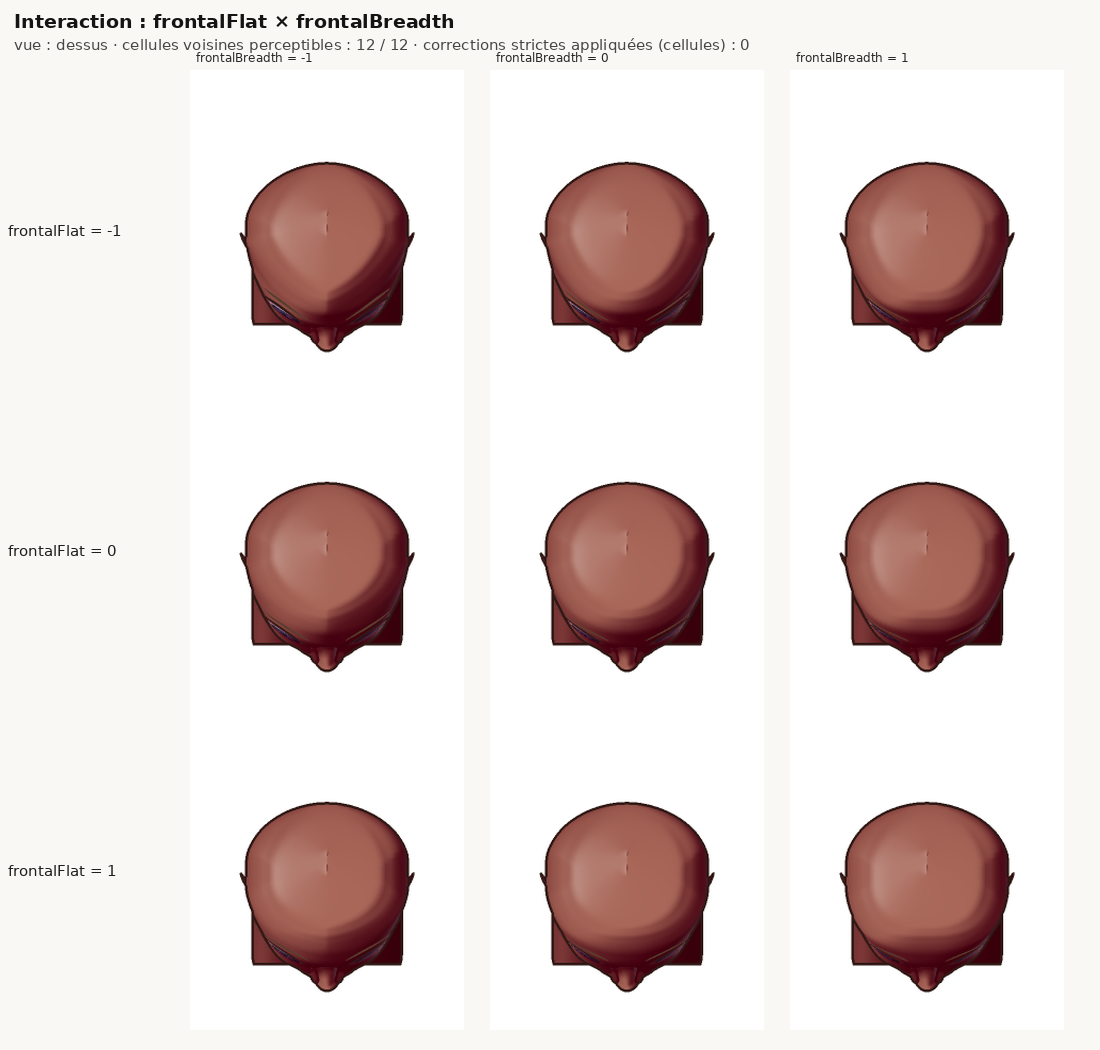 Interaction : frontalFlat × frontalBreadth
vue : dessus · cellules voisines perceptibles : 12 / 12 · corrections strictes appliquées (cellules) : 0
frontalBreadth = -1
frontalBreadth = 0
frontalBreadth = 1
frontalFlat = -1
frontalFlat = 0
frontalFlat = 1